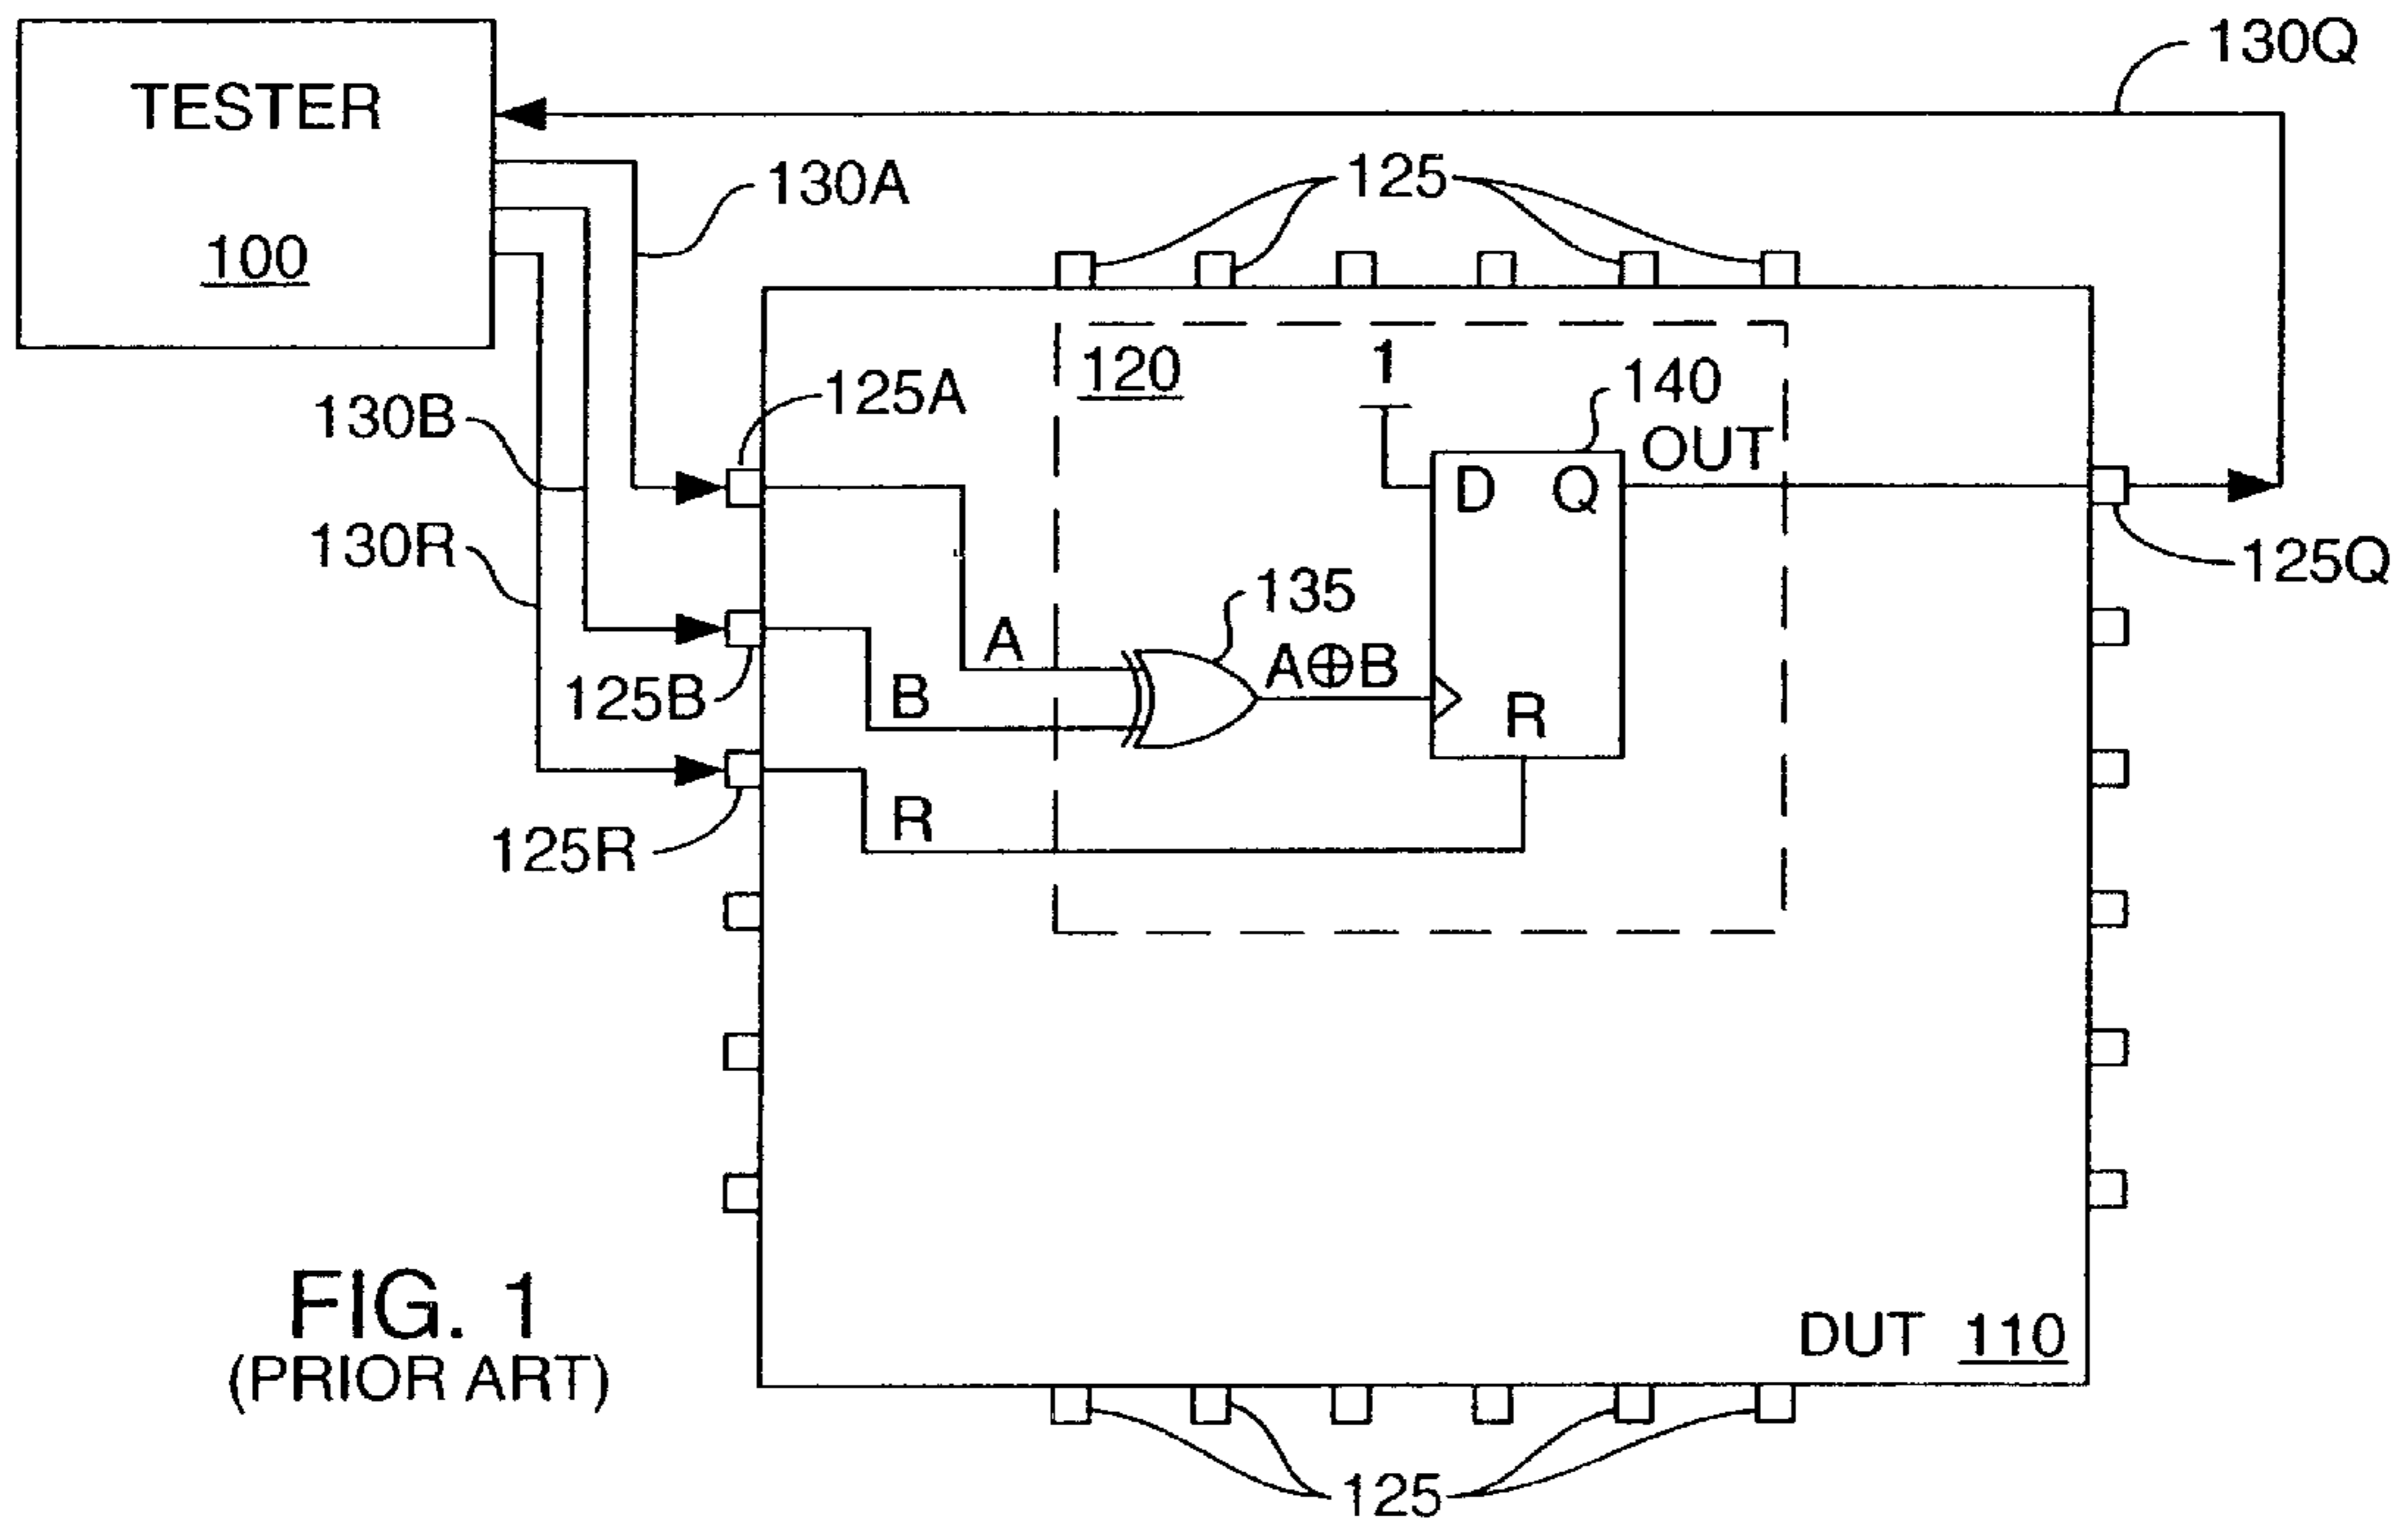 130Q
TESTER
100
130A
125
120
1
140
130B
125A
OUT
D
Q
130R
125Q
135
A
A⊕B
125B
B
R
125R
R
FIG. 1
(PRIOR ART)
DUT 110
125